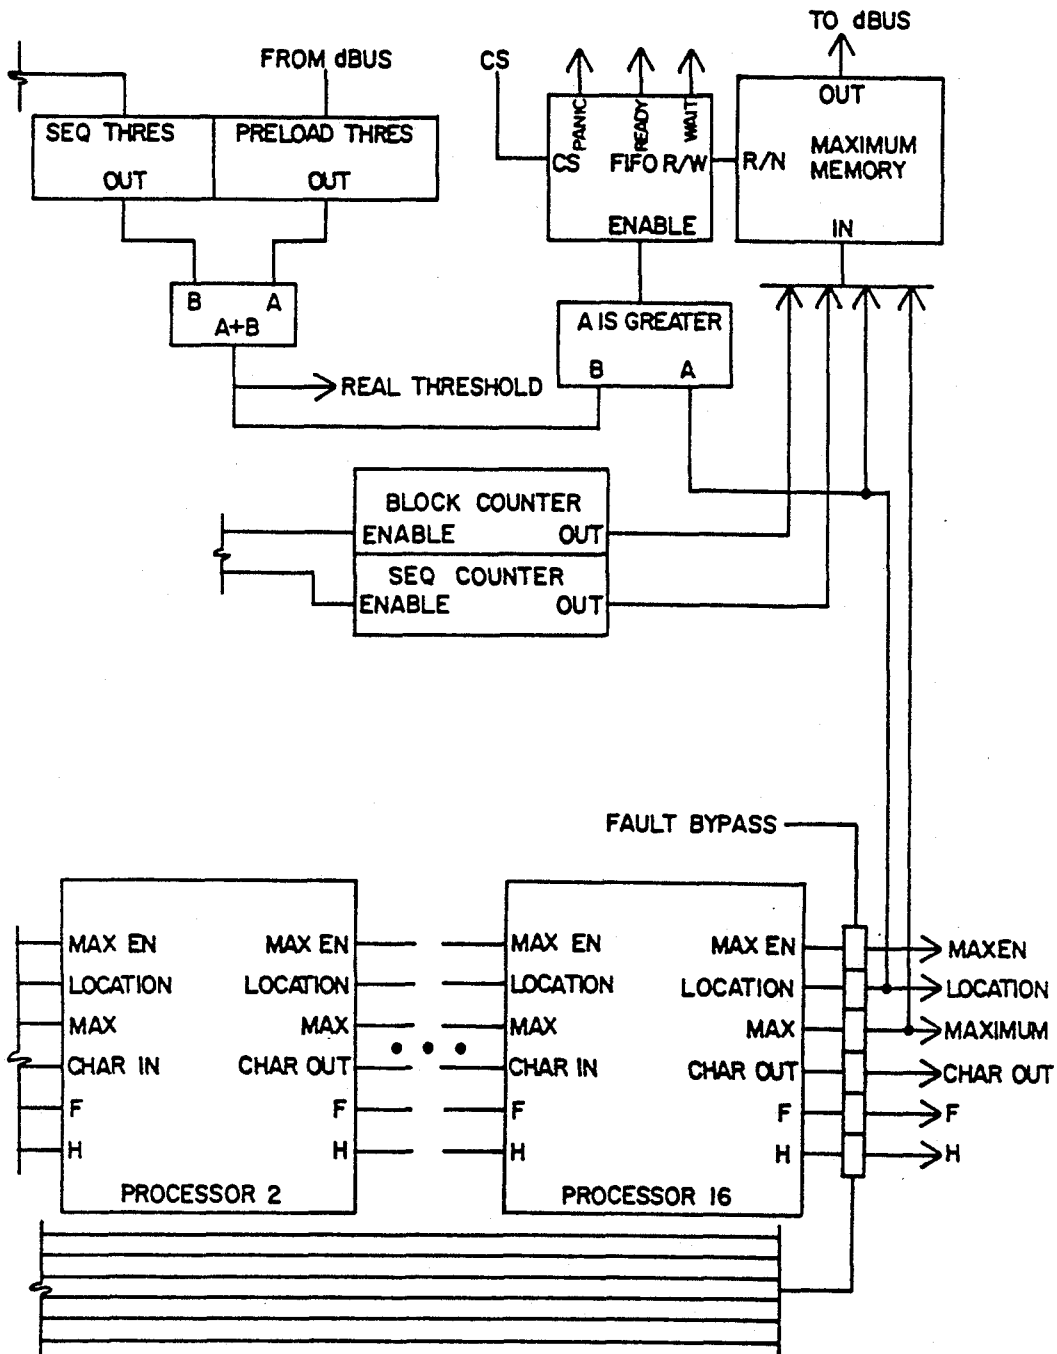 TO dBUS
FROM dBUS
CS
SEQ THRES
OUT
PRELOAD THRES
OUT
PANIC
READY
WAIT
CS
FIFO R/W
ENABLE
OUT
R/N
MAXIMUM
MEMORY
IN
B A
A+B
REAL THRESHOLD
A IS GREATER
B A
BLOCK COUNTER
ENABLE OUT
SEQ COUNTER
ENABLE OUT
FAULT BYPASS
MAX EN MAX EN
LOCATION LOCATION
MAX MAX
CHAR IN CHAR OUT
F F
H H
PROCESSOR 2
MAX EN MAX EN
LOCATION LOCATION
MAX MAX
CHAR IN CHAR OUT
F F
H H
PROCESSOR 16
MAXEN
LOCATION
MAXIMUM
CHAR OUT
F
H